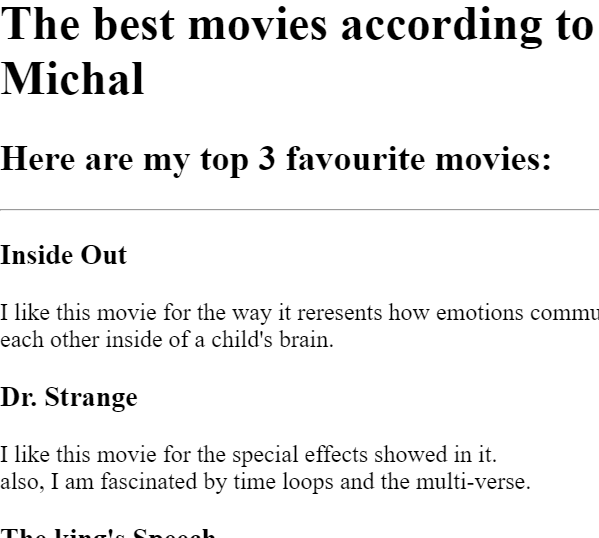 The best movies according to
Michal
Here are my top 3 favourite movies:
Inside Out
I like this movie for the way it reresents how emotions commu
each other inside of a child's brain.
Dr. Strange
I like this movie for the special effects showed in it.
also, I am fascinated by time loops and the multi-verse.
The king's Speech